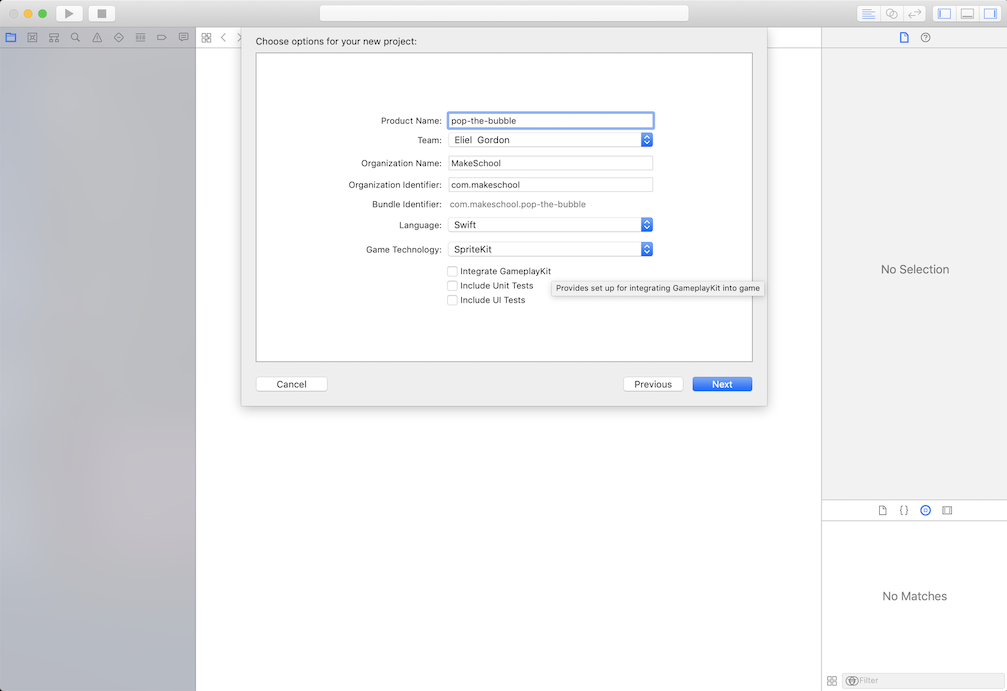 Choose options for your new project:
Product Name: pop-the-bubble
Team: Eliel Gordon
Organization Name: MakeSchool
Organization Identifier: com.makeschool
Bundle Identifier: com.makeschool.pop-the-bubble
Language: Swift
Game Technology: SpriteKit
Integrate GameplayKit
Include Unit Tests
Provides set up for integrating GameplayKit into game
Include UI Tests
Cancel Previous Next
No Selection
{}
No Matches
Filter